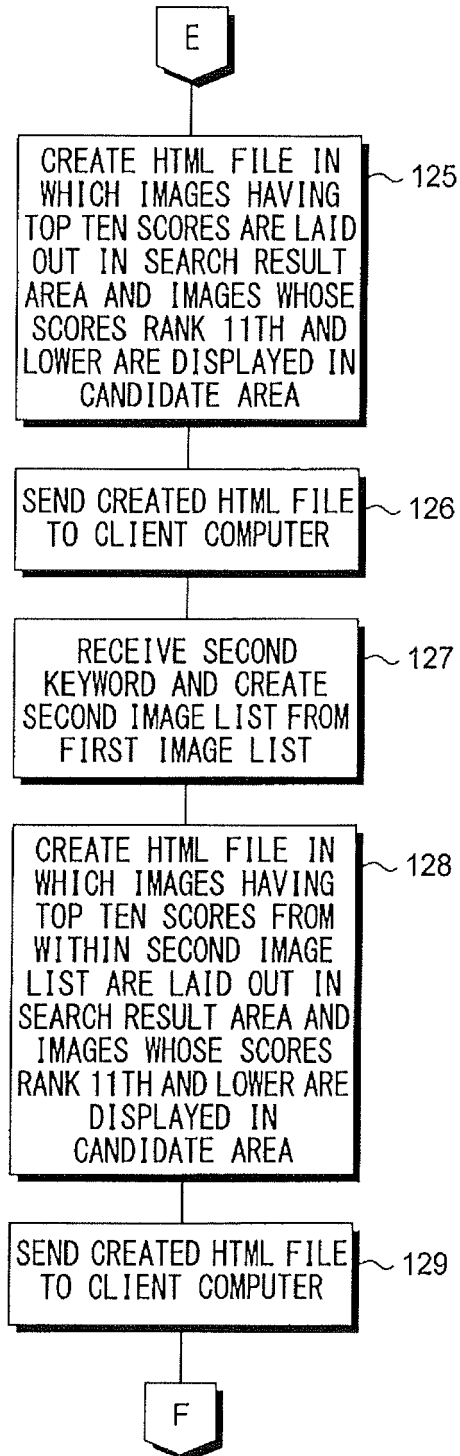 E
CREATE HTML FILE IN
WHICH IMAGES HAVING
TOP TEN SCORES ARE LAID
OUT IN SEARCH RESULT
AREA AND IMAGES WHOSE
SCORES RANK 11TH AND
LOWER ARE DISPLAYED IN
CANDIDATE AREA
125
SEND CREATED HTML FILE
TO CLIENT COMPUTER
126
RECEIVE SECOND
KEYWORD AND CREATE
SECOND IMAGE LIST FROM
FIRST IMAGE LIST
127
CREATE HTML FILE IN
WHICH IMAGES HAVING
TOP TEN SCORES FROM
WITHIN SECOND IMAGE
LIST ARE LAID OUT IN
SEARCH RESULT AREA AND
IMAGES WHOSE SCORES
RANK 11TH AND LOWER ARE
DISPLAYED IN
CANDIDATE AREA
128
SEND CREATED HTML FILE
TO CLIENT COMPUTER
129
F